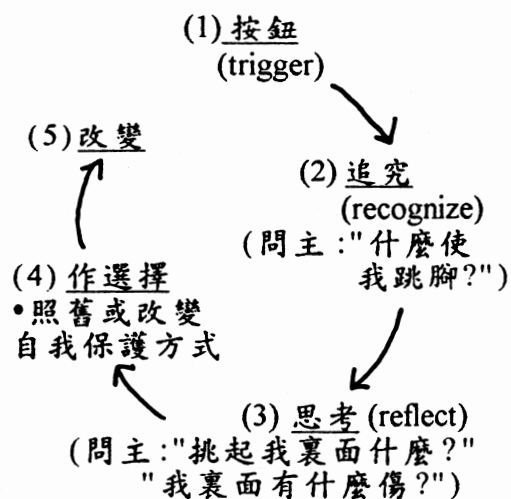 (1) 按鈕
(trigger)
(2) 追究
(recognize)
(問主:"什麼使
我跳腳?")
(3) 思考 (reflect)
(問主:"挑起我裏面什麼?"
"我裏面有什麼傷?")
(4) 作選擇
•照舊或改變
自我保護方式
(5) 改變